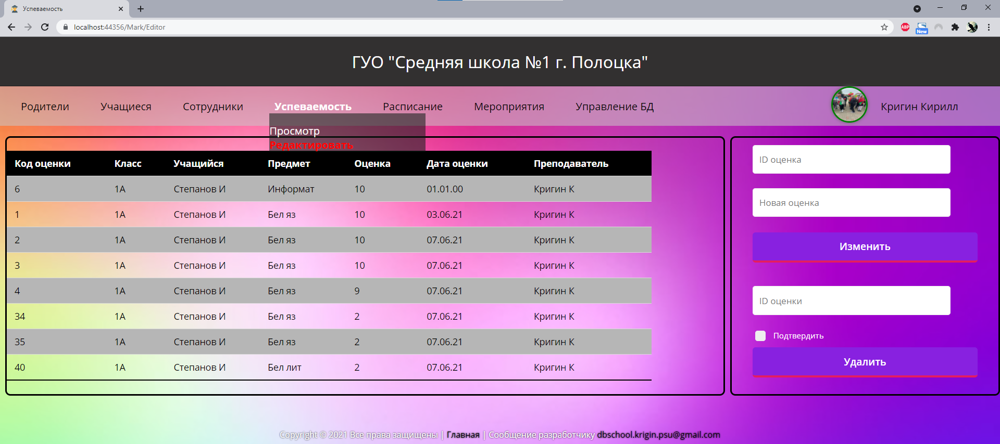 Успеваемость
localhost:44356/Mark/Editor
ABP
New
ГУО "Средняя школа №1 г. Полоцка"
Родители Учащиеся Сотрудники Успеваемость Расписание Мероприятия Управление БД Кригин Кирилл
Просмотр
Редактировать
Код оценки Класс Учащийся Предмет Оценка Дата оценки Преподаватель
6 1А Степанов И Информат 10 01.01.00 Кригин К
1 1А Степанов И Бел яз 10 03.06.21 Кригин К
2 1А Степанов И Бел яз 10 07.06.21 Кригин К
3 1А Степанов И Бел яз 10 07.06.21 Кригин К
4 1А Степанов И Бел яз 9 07.06.21 Кригин К
34 1А Степанов И Бел яз 2 07.06.21 Кригин К
35 1А Степанов И Бел яз 2 07.06.21 Кригин К
40 1А Степанов И Бел лит 2 07.06.21 Кригин К
ID оценка
Новая оценка
Изменить
ID оценки
Подтвердить
Удалить
Copyright © 2021 Все права защищены | Главная | Сообщение разработчику dbschool.krigin.psu@gmail.com